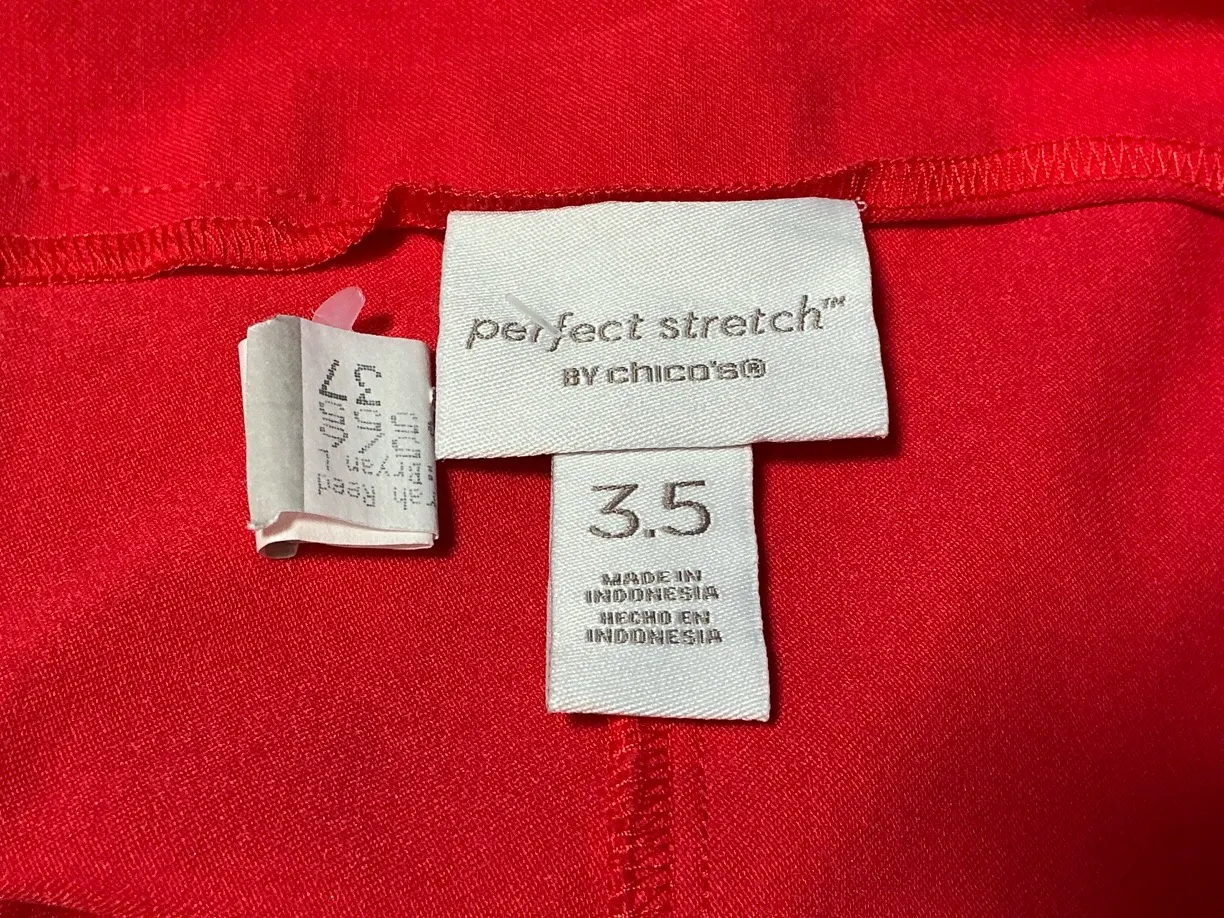 perfect stretch™
BY chico's®
3.5
MADE IN
INDONESIA
HECHO EN
INDONESIA